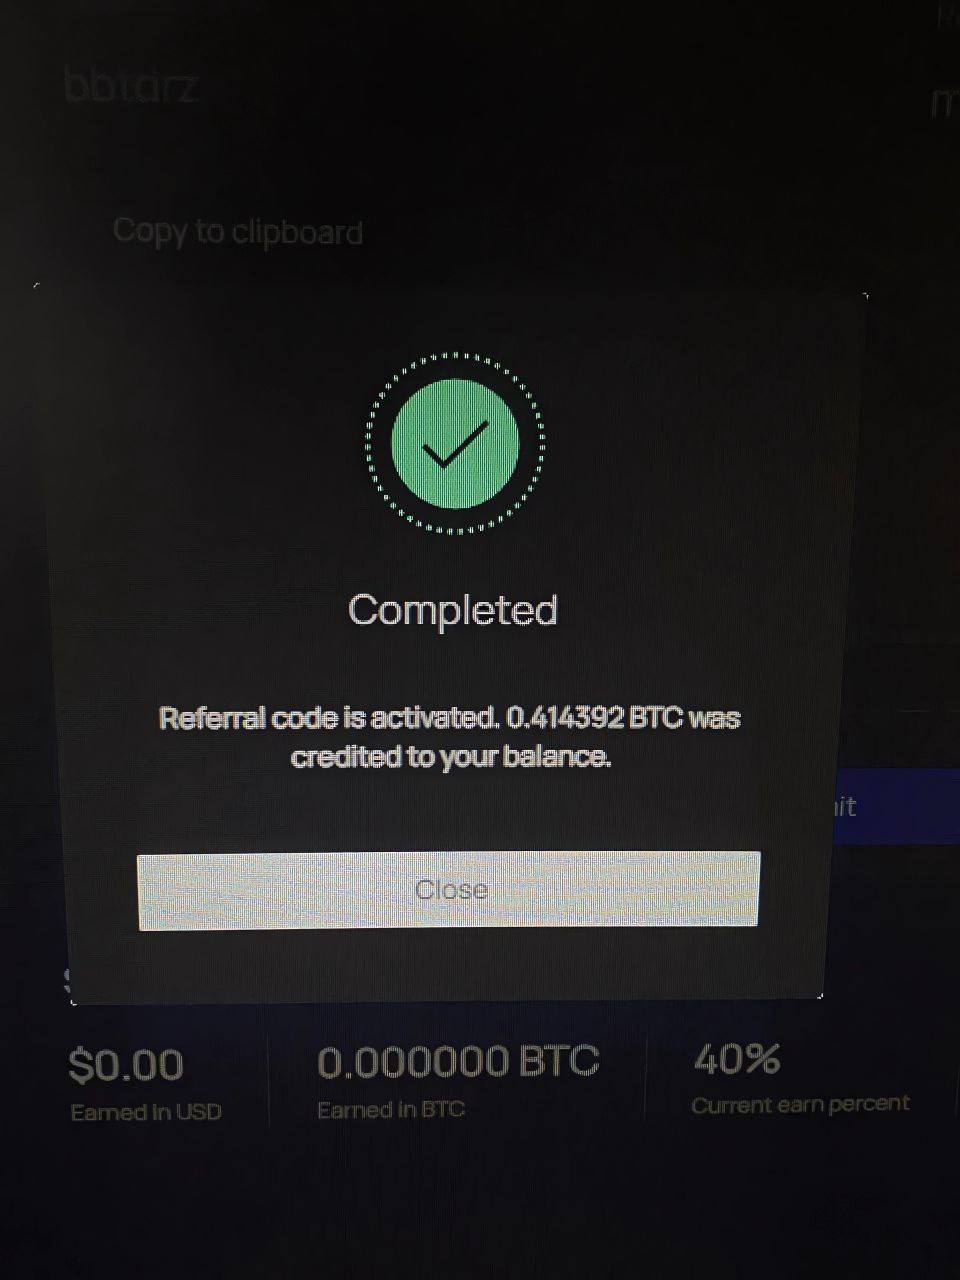 bbtdrz
Copy to clipboard
Completed
Referral code is activated. 0.414392 BTC was
credited to your balance.
Close
$0.00
Earned in USD
0.000000 BTC
Earned in BTC
40%
Current earn percent